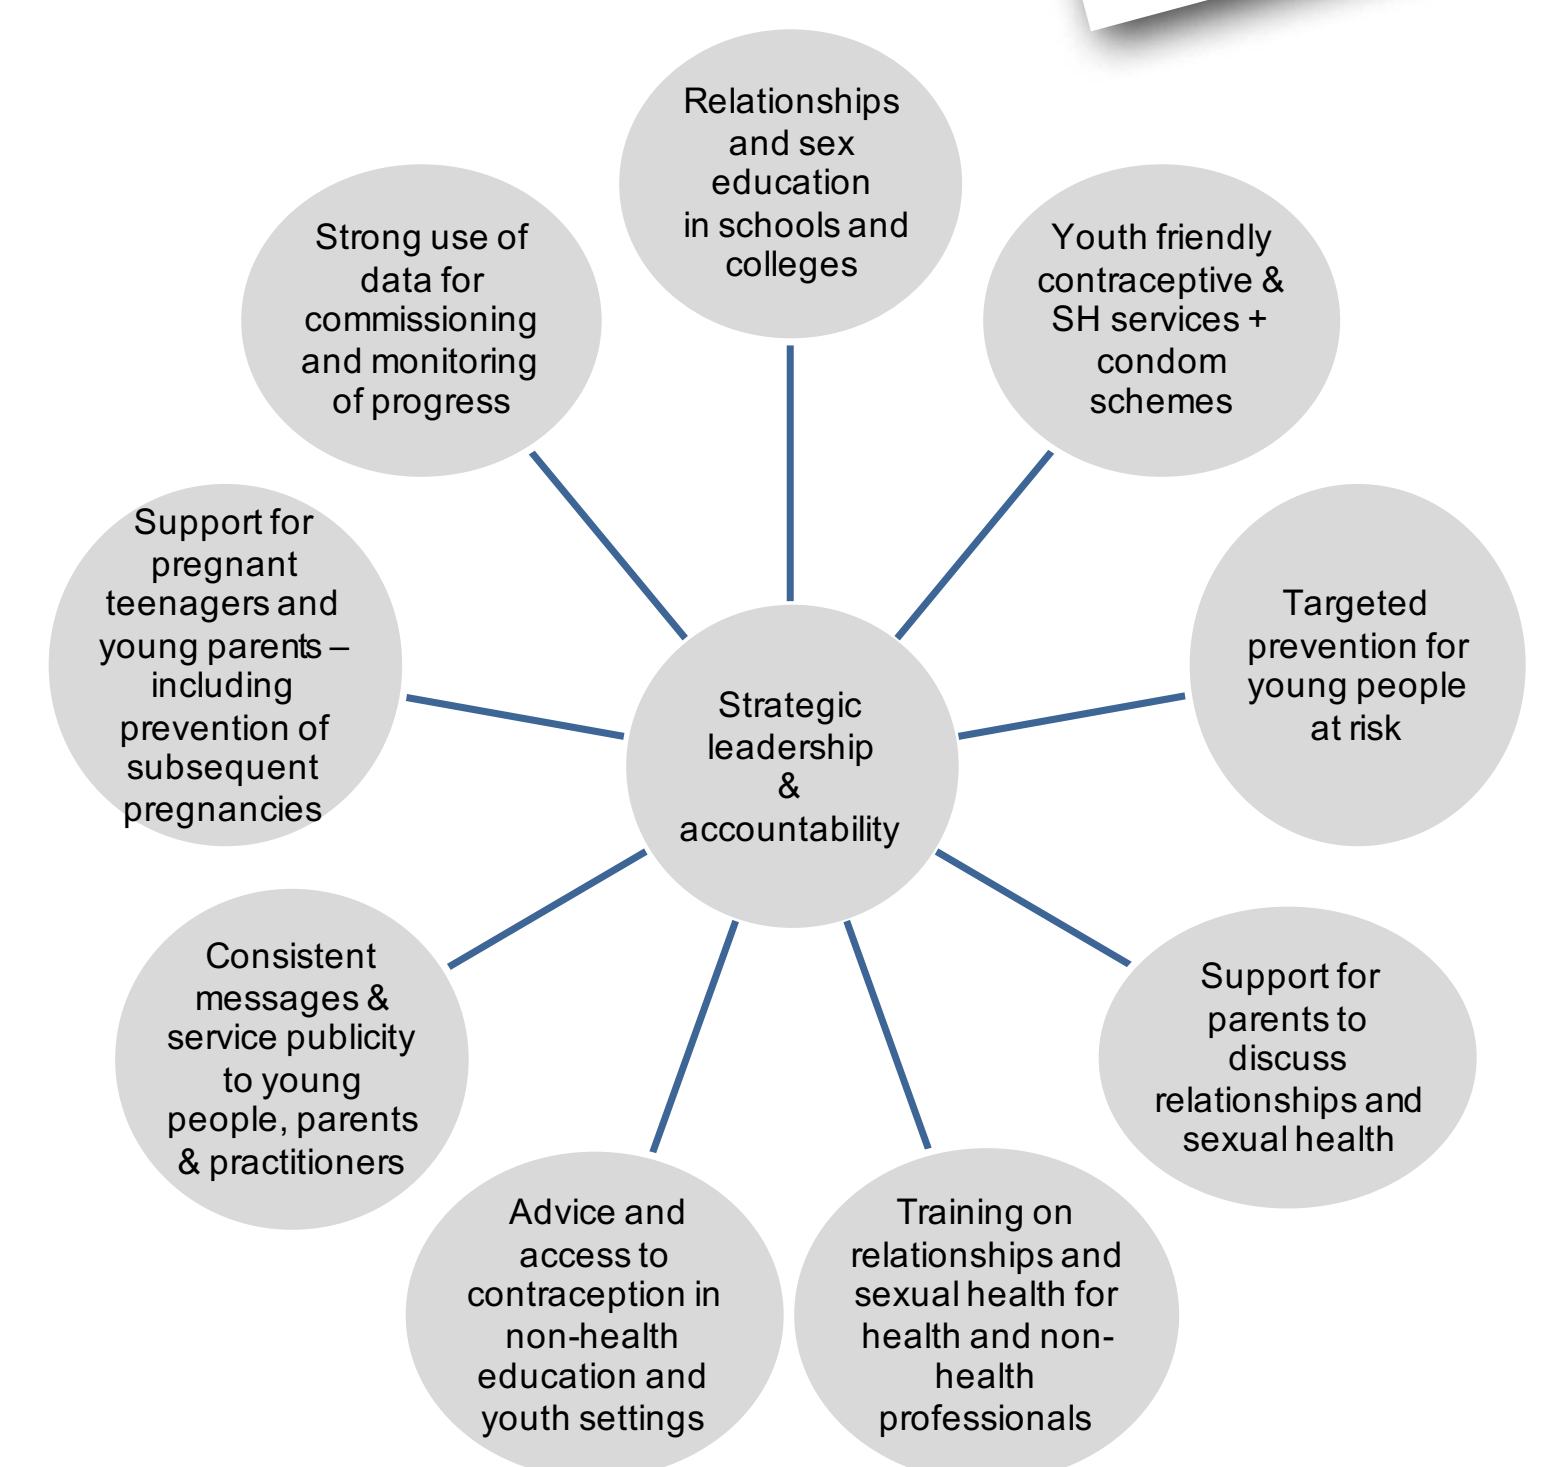 Relationships
and sex
education
in schools and
colleges
Youth friendly
contraceptive &
SH services +
condom
schemes
Targeted
prevention for
young people
at risk
Support for
parents to
discuss
relationships and
sexual health
Training on
relationships and
sexual health for
health and non-
health
professionals
Advice and
access to
contraception in
non-health
education and
youth settings
Consistent
messages &
service publicity
to young
people, parents
& practitioners
Support for
pregnant
teenagers and
young parents –
including
prevention of
subsequent
pregnancies
Strong use of
data for
commissioning
and monitoring
of progress
Strategic
leadership
&
accountability